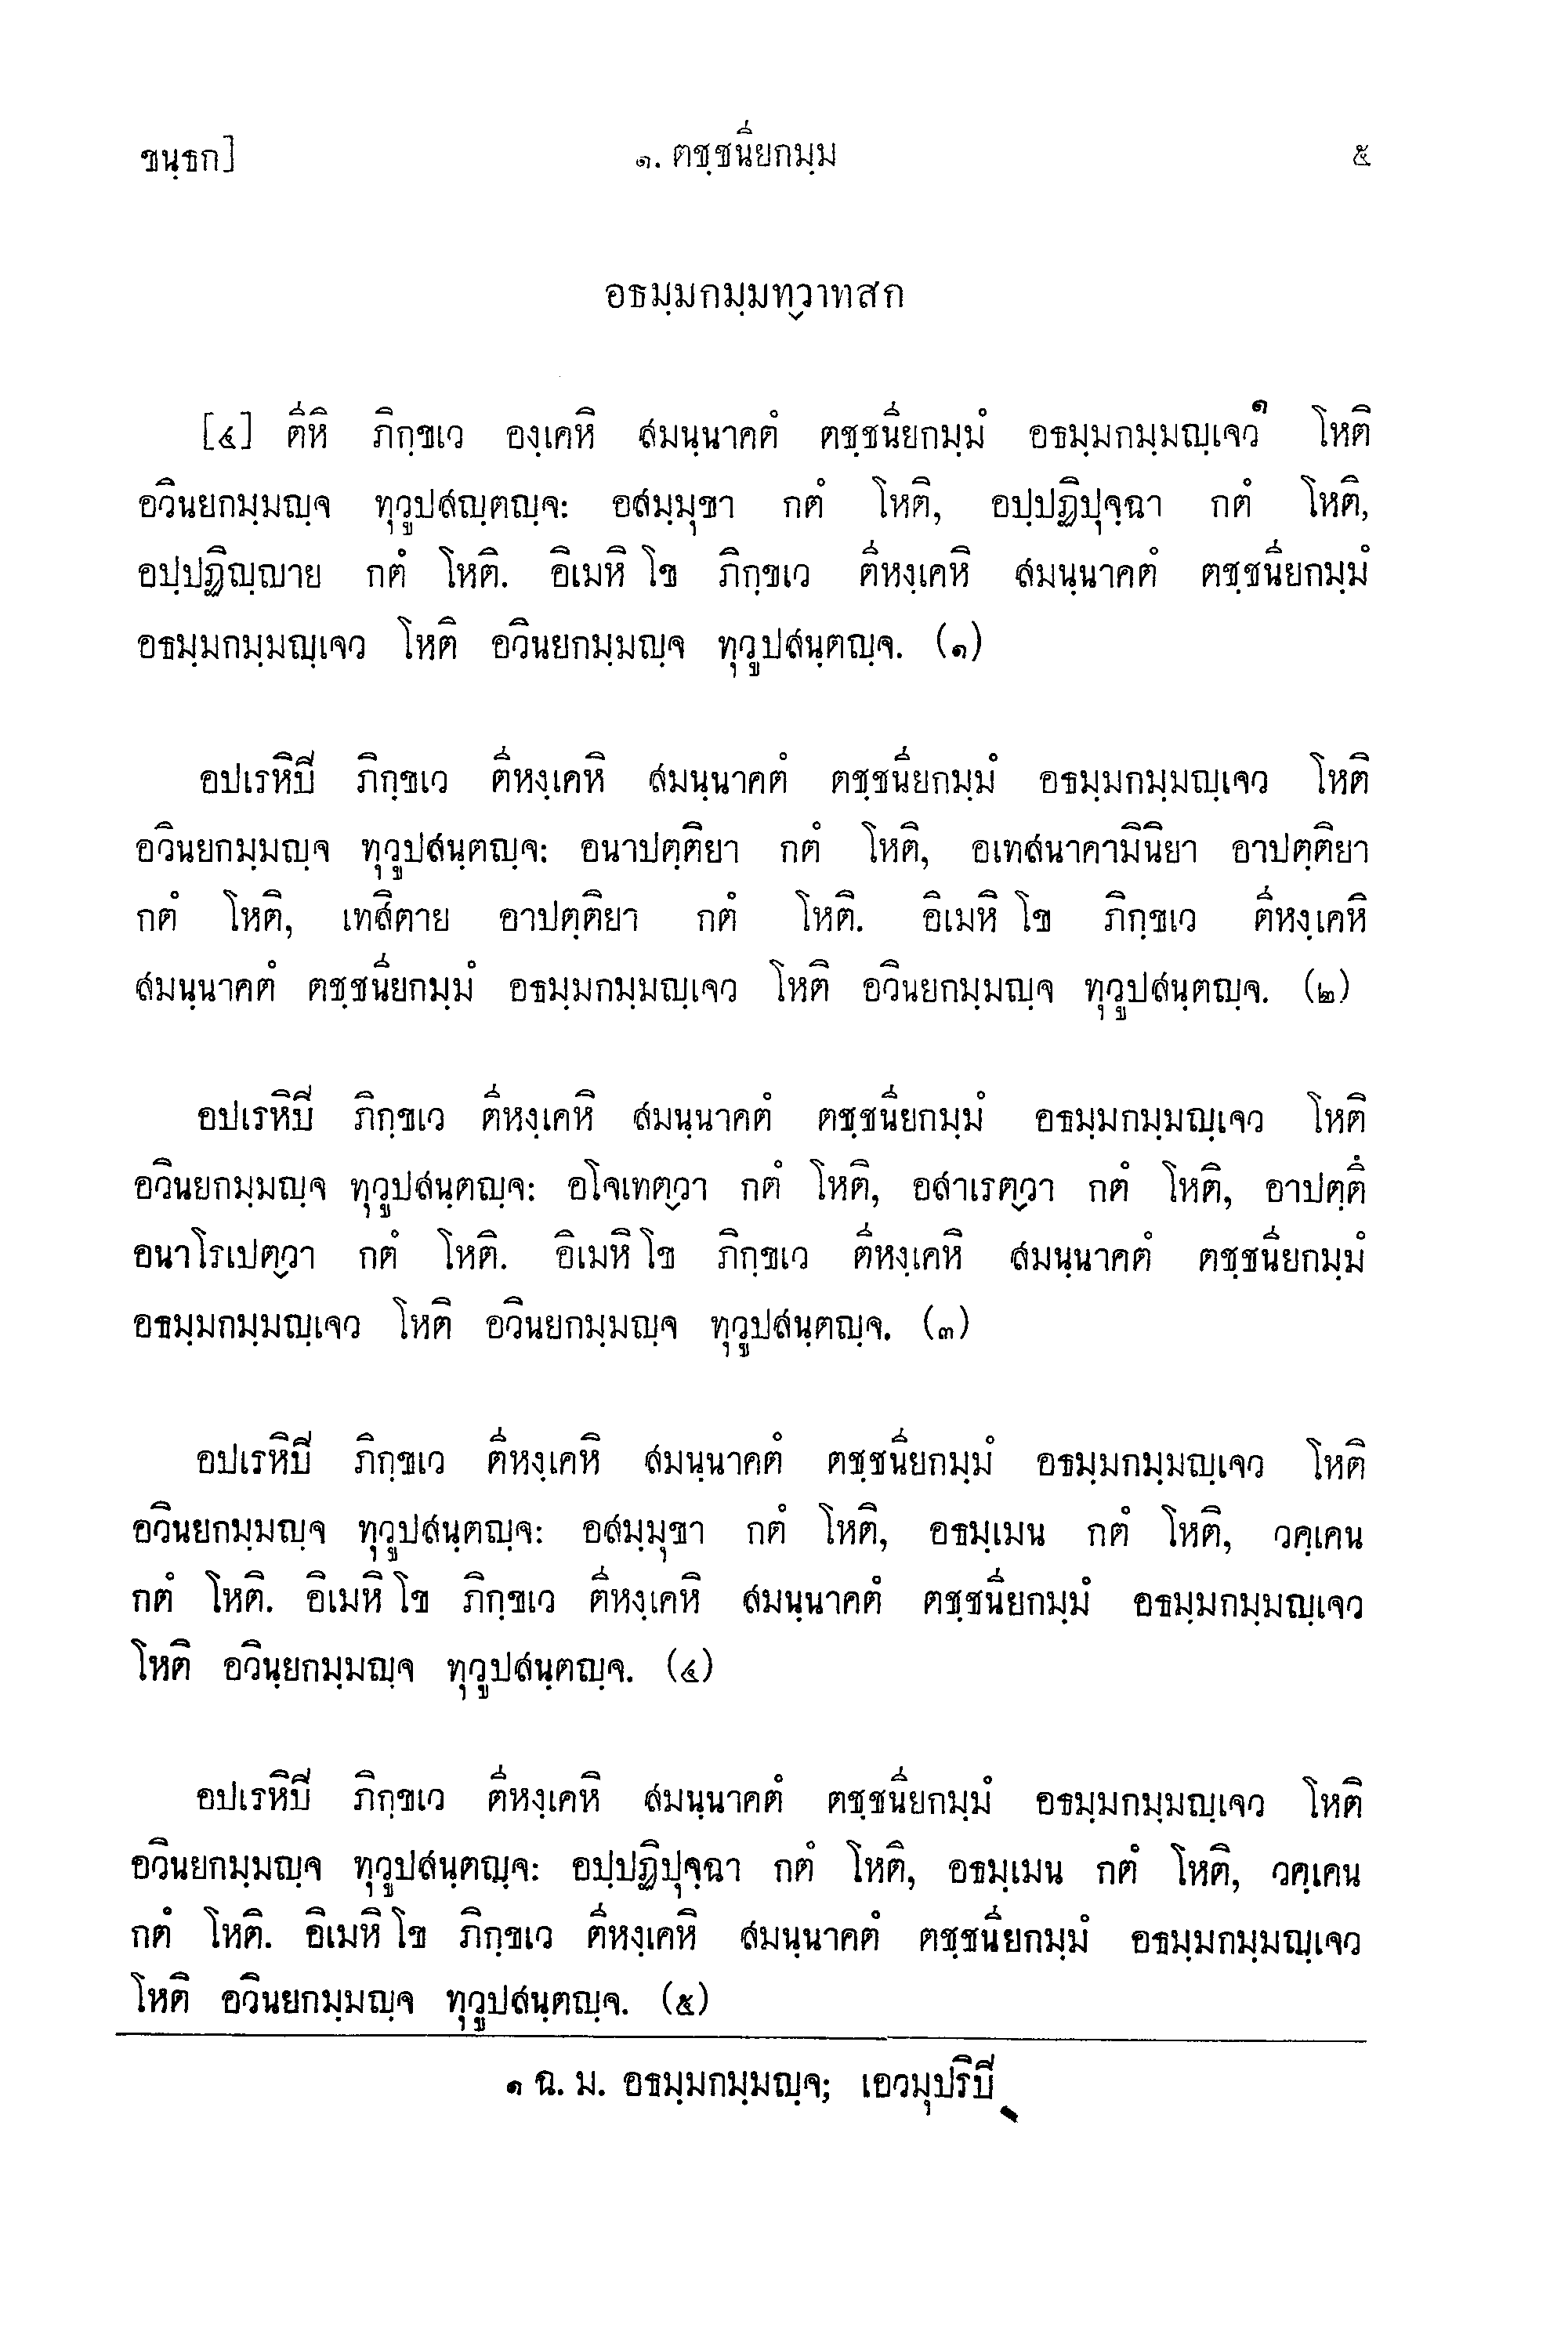 ขนฺธก] ๑. ตชฺชนียกมฺม ๕
อธมฺมกมฺมทฺวาทสก
[๔] ตีหิ ภิกฺขเว องฺเคหิ สมนฺนาคตํ ตชฺชนียกมฺมํ อธมฺมกมฺมญฺเจว๑ โหติ
อวินยกมฺมญฺจ ทุวูปสญฺตญฺจ: อสมฺมุขา กตํ โหติ, อปฺปฏิปุจฺฉา กตํ โหติ,
อปฺปฏิญฺญาย กตํ โหติ. อิเมหิ โข ภิกฺขเว ตีหงฺเคหิ สมนฺนาคตํ ตชฺชนียกมฺมํ
อธมฺมกมฺมญฺเจว โหติ อวินยกมฺมญฺจ ทุวูปสนฺตญฺจ. (๑)
อปเรหิปิ ภิกฺขเว ตีหงฺเคหิ สมนฺนาคตํ ตชฺชนียกมฺมํ อธมฺมกมฺมญฺเจว โหติ
อวินยกมฺมญฺจ ทุวูปสนฺตญฺจ: อนาปตฺติยา กตํ โหติ, อเทสนาคามินิยา อาปตฺติยา
กตํ โหติ, เทสิตาย อาปตฺติยา กตํ โหติ. อิเมหิ โข ภิกฺขเว ตีหงฺเคหิ
สมนฺนาคตํ ตชฺชนียกมฺมํ อธมฺมกมฺมญฺเจว โหติ อวินยกมฺมญฺจ ทุวูปสนฺตญฺจ. (๒)
อปเรหิปิ ภิกฺขเว ตีหงฺเคหิ สมนฺนาคตํ ตชฺชนียกมฺมํ อธมฺมกมฺมญฺเจว โหติ
อวินยกมฺมญฺจ ทุวูปสนฺตญฺจ: อโจเทตฺวา กตํ โหติ, อสาเรตฺวา กตํ โหติ, อาปตฺตึ
อนาโรเปตฺวา กตํ โหติ. อิเมหิ โข ภิกฺขเว ตีหงฺเคหิ สมนฺนาคตํ ตชฺชนียกมฺมํ
อธมฺมกมฺมญฺเจว โหติ อวินยกมฺมญฺจ ทุวูปสนฺตญฺจ. (๓)
อปเรหิปิ ภิกฺขเว ตีหงฺเคหิ สมนฺนาคตํ ตชฺชนียกมฺมํ อธมฺมกมฺมญฺเจว โหติ
อวินยกมฺมญฺจ ทุวูปสนฺตญฺจ: อสมฺมุขา กตํ โหติ, อธมฺเมน กตํ โหติ, วคฺเคน
กตํ โหติ. อิเมหิ โข ภิกฺขเว ตีหงฺเคหิ สมนฺนาคตํ ตชฺชนียกมฺมํ อธมฺมกมฺมญฺเจว
โหติ อวินฺยกมฺมญฺจ ทุวูปสนฺตญฺจ. (๔)
อปเรหิปิ ภิกฺขเว ตีหงฺเคหิ สมนฺนาคตํ ตชฺชนียกมฺมํ อธมฺมกมฺมญฺเจว โหติ
อวินยกมฺมญฺจ ทุวูปสนฺตญฺจ: อปฺปฏิปุจฺฉา กตํ โหติ, อธมฺเมน กตํ โหติ, วคฺเคน
กตํ โหติ. อิเมหิ โข ภิกฺขเว ตีหงฺเคหิ สมนฺนาคตํ ตชฺชนียกมฺมํ อธมฺมกมฺมญฺเจว
โหติ อวินยกมฺมญฺจ ทุวูปสนฺตญฺจ. (๕)
๑ ฉ. ม. อธมฺมกมฺมญฺจ; เอวมุปริปิ